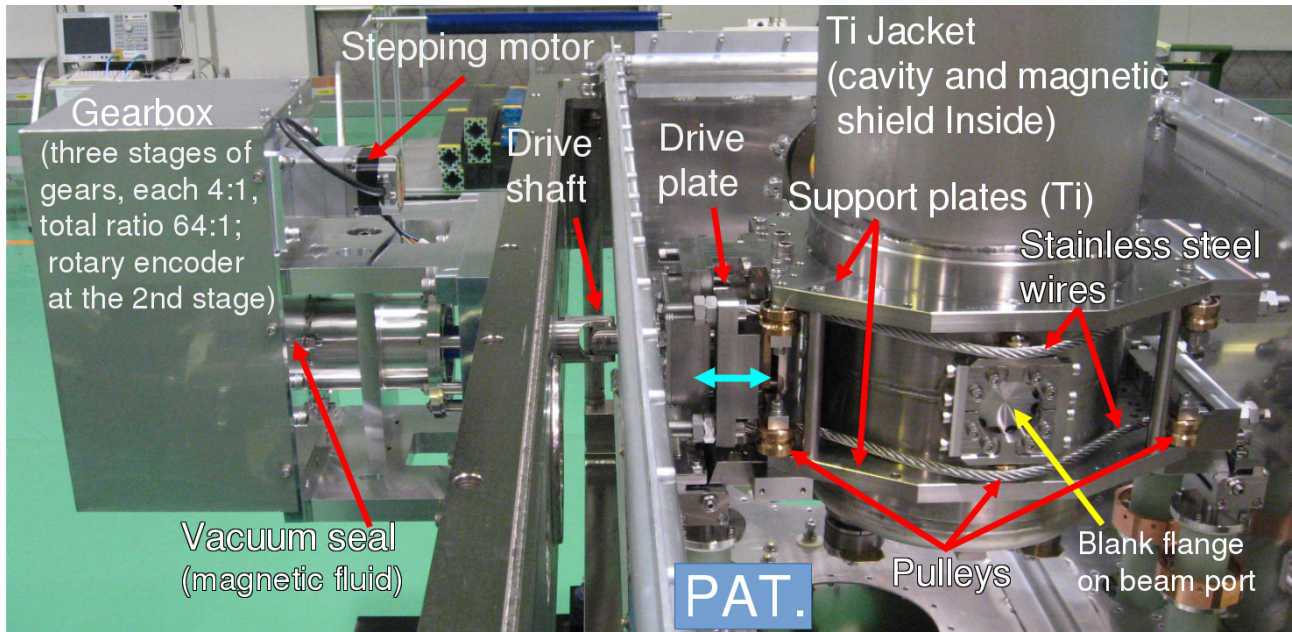 Stepping motor
Gearbox
(three stages of
gears, each 4:1,
total ratio 64:1;
rotary encoder
at the 2nd stage)
Drive
shaft
Drive
plate
Ti Jacket
(cavity and magnetic
shield Inside)
Support plates (Ti)
Stainless steel
wires
Vacuum seal
(magnetic fluid)
Pulleys
Blank flange
on beam port
PAT.